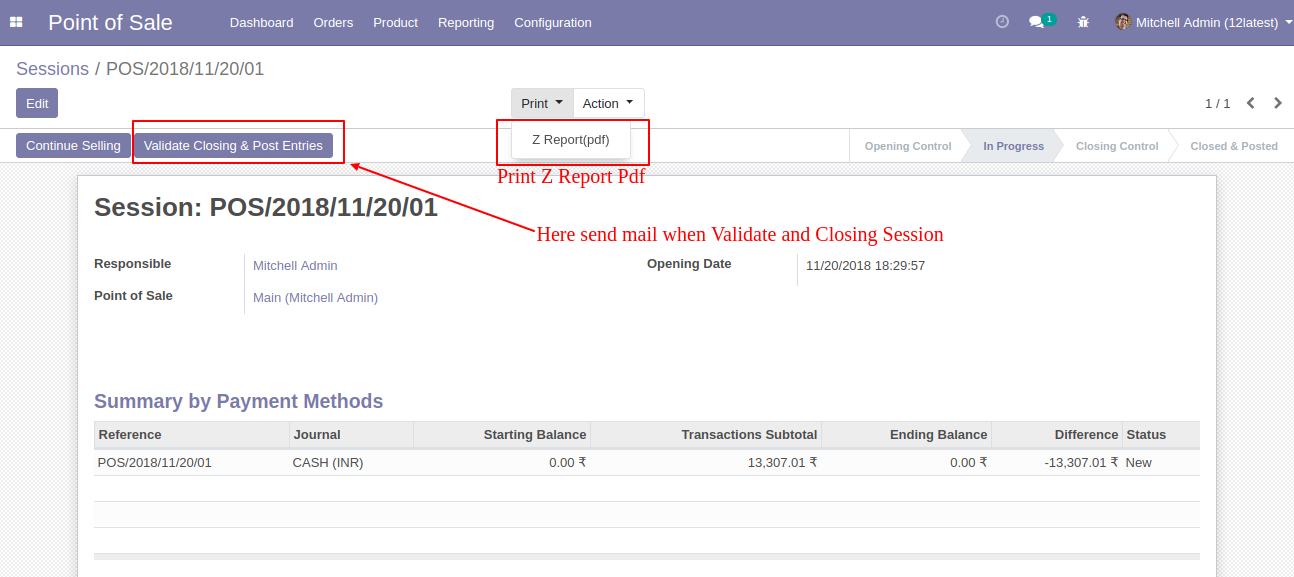 Point of Sale Dashboard Orders Product Reporting Configuration 1 Mitchell Admin (12latest)
Sessions / POS/2018/11/20/01
Edit Print Action 1 / 1
Continue Selling Validate Closing & Post Entries Z Report(pdf) Opening Control In Progress Closing Control Closed & Posted
Print Z Report Pdf
Session: POS/2018/11/20/01
Here send mail when Validate and Closing Session
Responsible Mitchell Admin Opening Date 11/20/2018 18:29:57
Point of Sale Main (Mitchell Admin)
Summary by Payment Methods
Reference Journal Starting Balance Transactions Subtotal Ending Balance Difference Status
POS/2018/11/20/01 CASH (INR) 0.00 ₹ 13,307.01 ₹ 0.00 ₹ -13,307.01 ₹ New